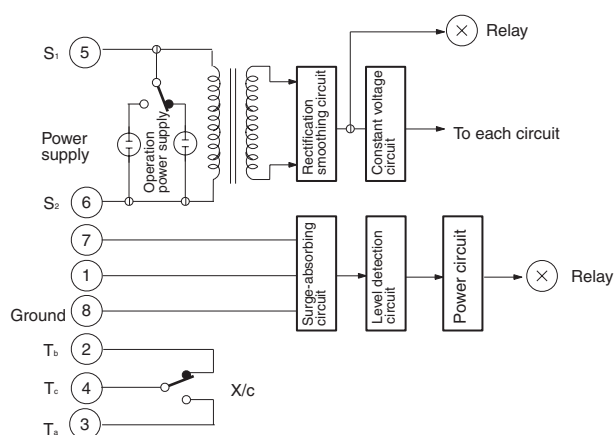 S₁ 5
Relay
Rectification
smoothing circuit
Constant voltage
circuit
To each circuit
Power
supply
Operation
power supply
S₂ 6
7
1
Ground 8
Surge-absorbing
circuit
Level detection
circuit
Power circuit
Relay
Tb 2
Tc 4
X/c
Ta 3